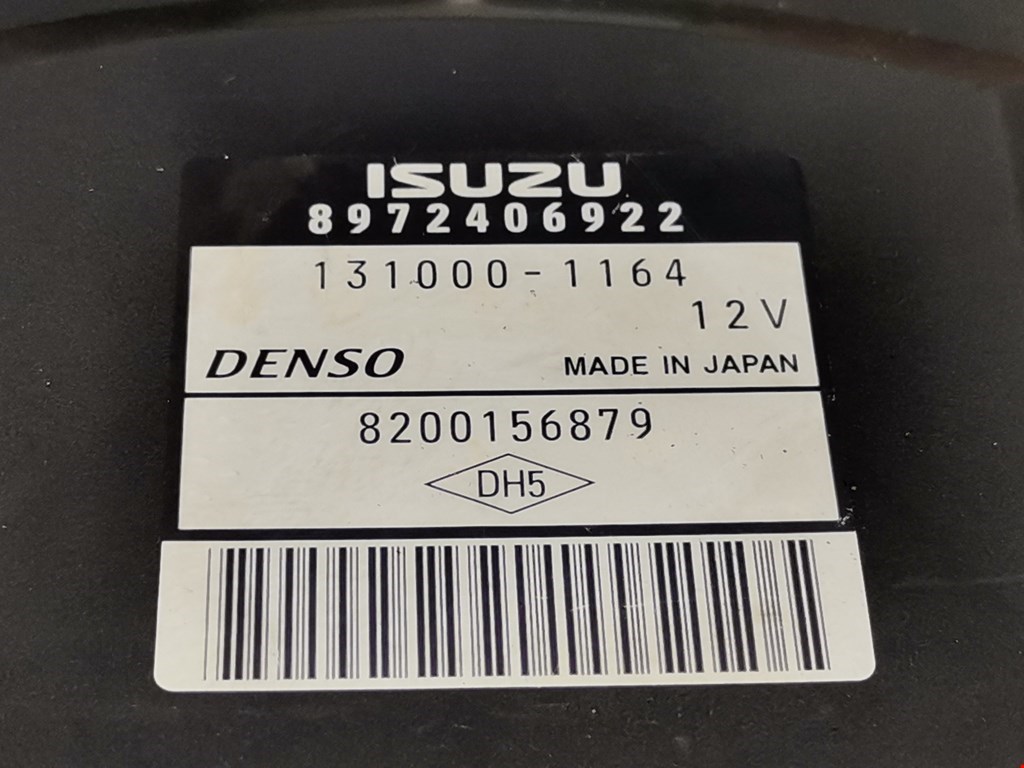 ISUZU
8972406922
131000-1164
12V
DENSO MADE IN JAPAN
8200156879
DH5